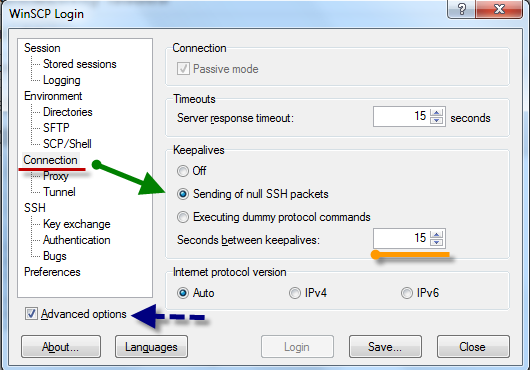 WinSCP Login
?
Session
Stored sessions
Logging
Environment
Directories
SFTP
SCP/Shell
Connection
Proxy
Tunnel
SSH
Key exchange
Authentication
Bugs
Preferences
Advanced options
Connection
Passive mode
Timeouts
Server response timeout: 15 seconds
Keepalives
Off
Sending of null SSH packets
Executing dummy protocol commands
Seconds between keepalives: 15
Internet protocol version
Auto IPv4 IPv6
About... Languages Login Save... Close